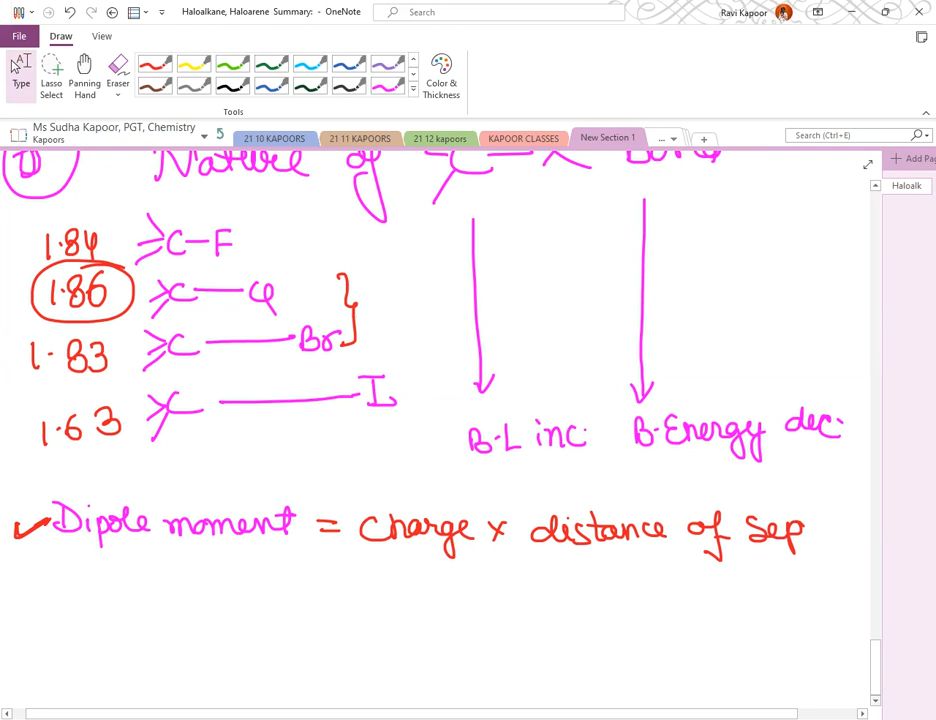 Haloalkane, Haloarene Summary: - OneNote
Search
Ravi Kapoor
File
Draw
View
Type
Lasso Select
Panning Hand
Eraser
Color & Thickness
Tools
Ms Sudha Kapoor, PGT, Chemistry
Kapoors
21 10 KAPOORS
21 11 KAPOORS
21 12 kapoors
KAPOOR CLASSES
New Section 1
...
Search (Ctrl+E)
Add Pag
Haloalk
Nature of C—X Bond
1.84 C—F
1.86 C—Cl
1.83 C—Br
1.63 C—I
B.L inc. B.Energy dec.
Dipole moment = Charge × distance of sep